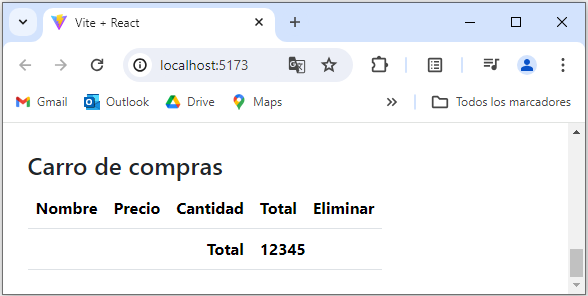 Vite + React
localhost:5173
Gmail Outlook Drive Maps » Todos los marcadores
Carro de compras
Nombre Precio Cantidad Total Eliminar
Total 12345